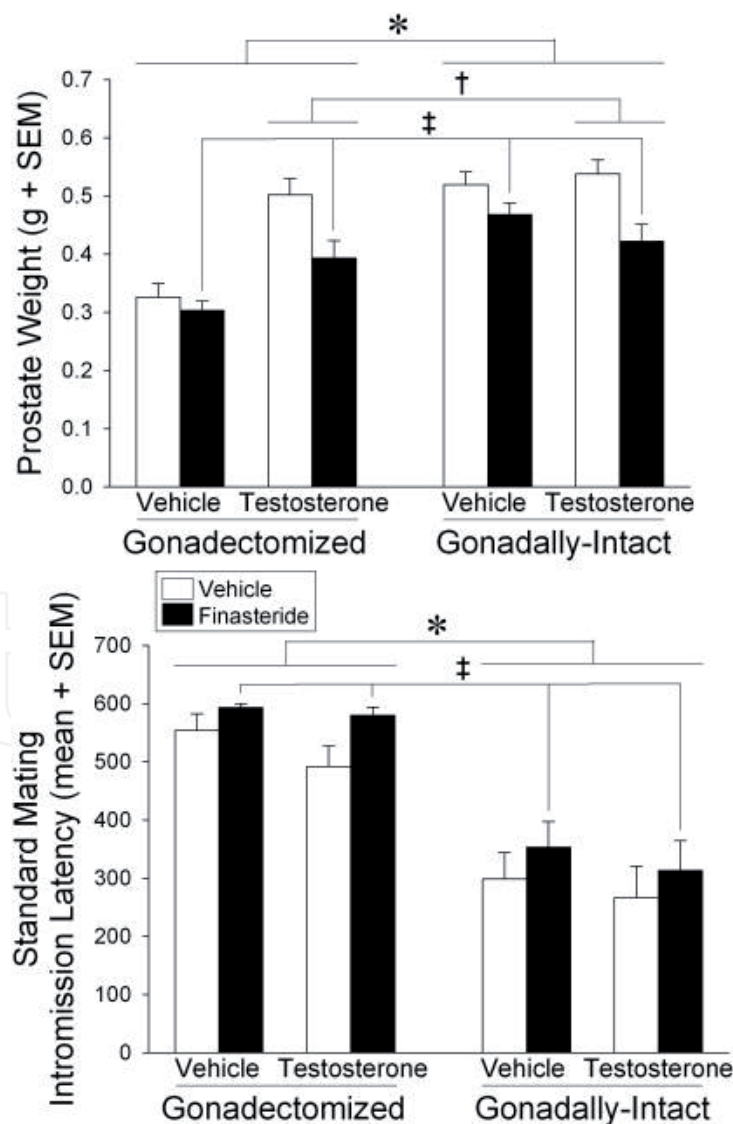 *
†
‡
Prostate Weight (g + SEM)
0.7
0.6
0.5
0.4
0.3
0.2
0.1
0.0
Vehicle Testosterone Vehicle Testosterone
Gonadectomized Gonadally-Intact
Vehicle
Finasteride
*
‡
Standard Mating
Intromission Latency (mean + SEM)
700
600
500
400
300
200
100
0
Vehicle Testosterone Vehicle Testosterone
Gonadectomized Gonadally-Intact